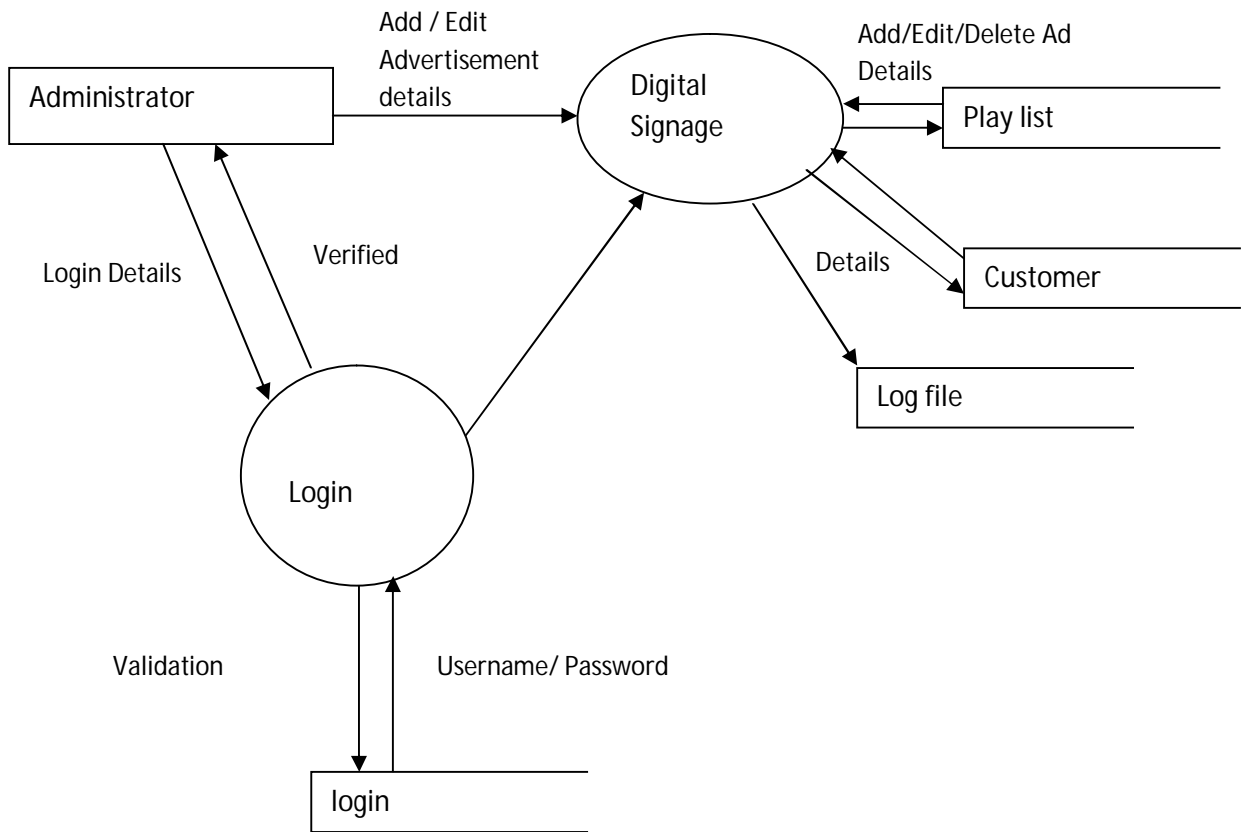 Add / Edit
Advertisement
details
Administrator
Digital
Signage
Add/Edit/Delete Ad
Details
Play list
Login Details
Verified
Details
Customer
Log file
Login
Validation
Username/ Password
login